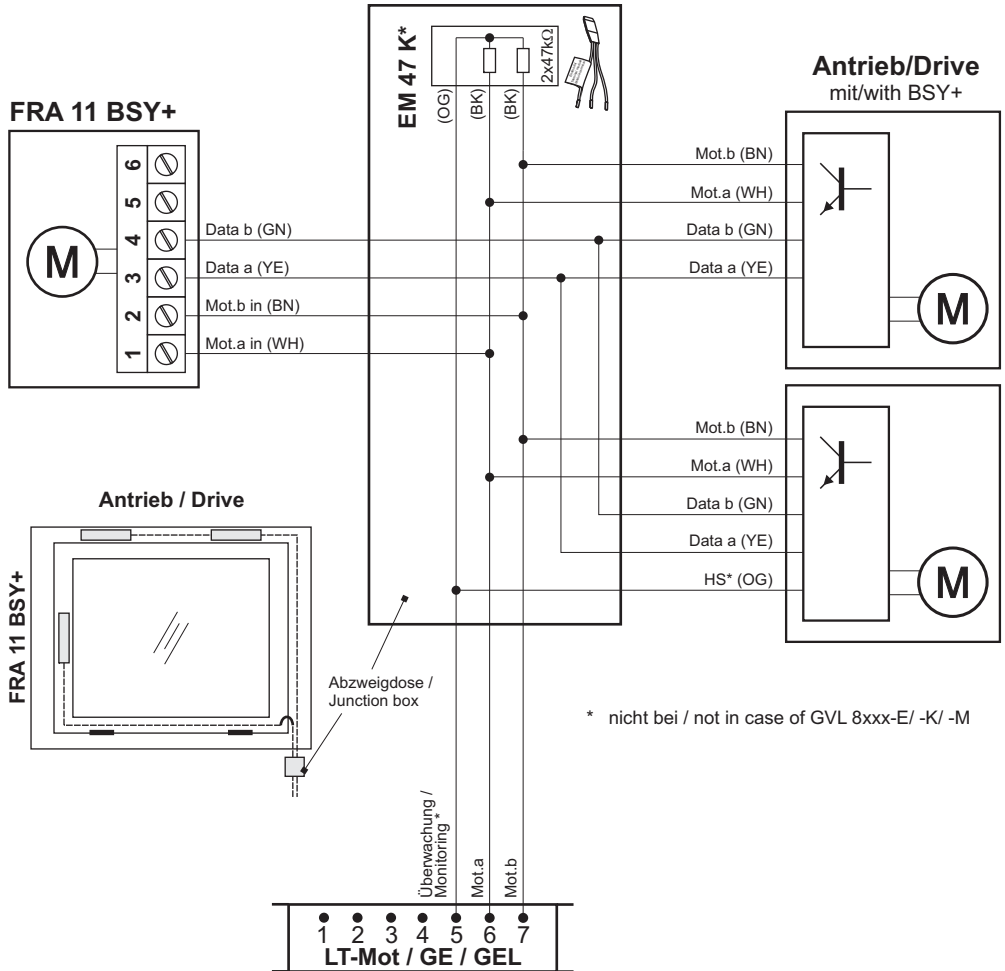 EM 47 K*
2x47kΩ
(OG)
(BK)
(BK)
FRA 11 BSY+
M
6
5
4
3
2
1
Data b (GN)
Data a (YE)
Mot.b in (BN)
Mot.a in (WH)
Antrieb/Drive
mit/with BSY+
Mot.b (BN)
Mot.a (WH)
Data b (GN)
Data a (YE)
M
Mot.b (BN)
Mot.a (WH)
Data b (GN)
Data a (YE)
HS* (OG)
M
Antrieb / Drive
FRA 11 BSY+
Abzweigdose /
Junction box
* nicht bei / not in case of GVL 8xxx-E/ -K/ -M
Überwachung /
Monitoring *
Mot.a
Mot.b
1 2 3 4 5 6 7
LT-Mot / GE / GEL